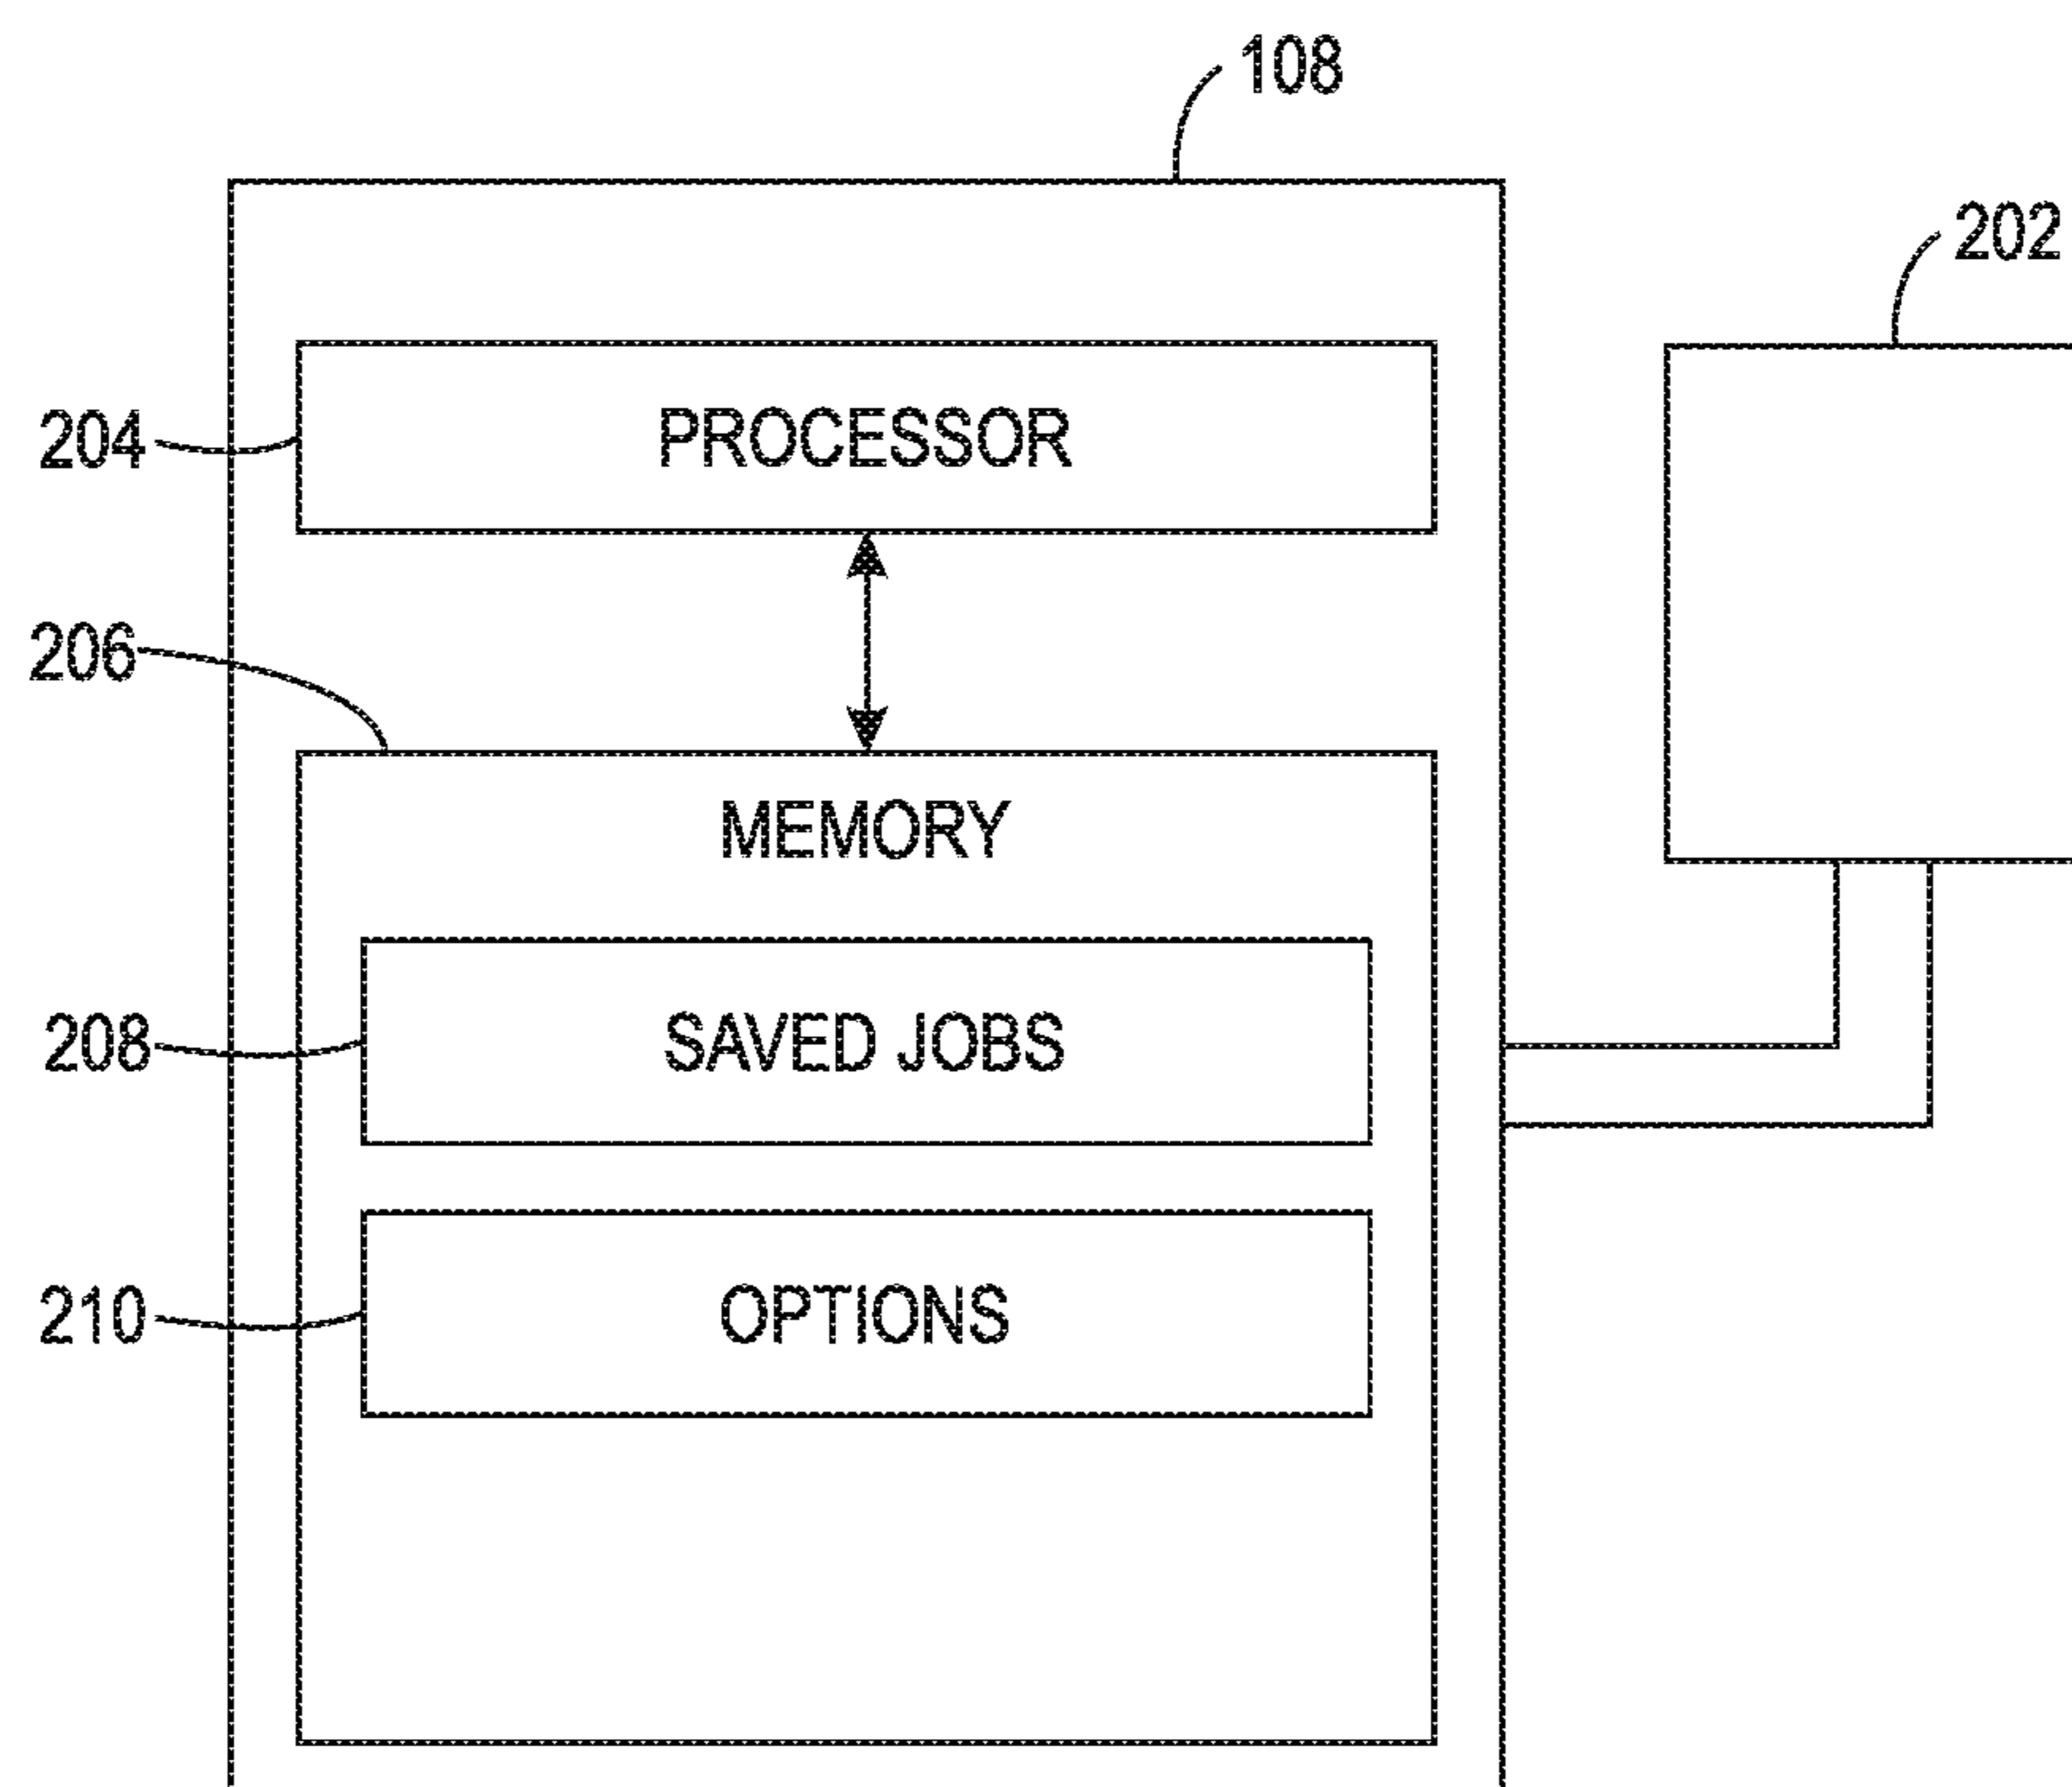 108
202
204
PROCESSOR
206
MEMORY
208
SAVED JOBS
210
OPTIONS